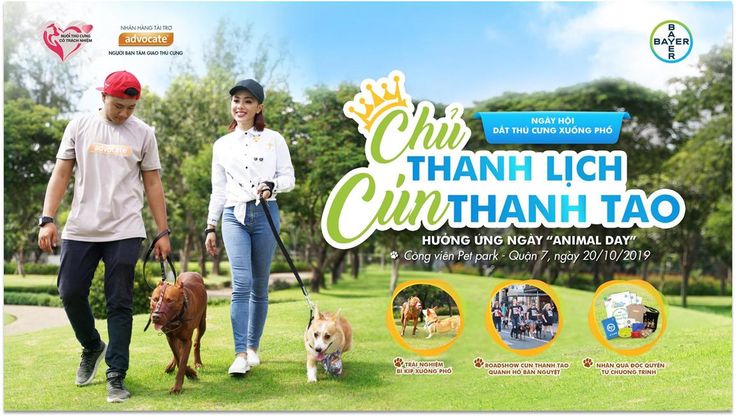 NUÔI THÚ CƯNG
CÓ TRÁCH NHIỆM
NHÃN HÀNG TÀI TRỢ
advocate
NGƯỜI BẠN TÂM GIAO THÚ CƯNG
BAYER
BAYER
advocate
NGÀY HỘI
DẮT THÚ CƯNG XUỐNG PHỐ
Chủ
THANH LỊCH
Cún THANH TAO
HƯỞNG ỨNG NGÀY "ANIMAL DAY"
Công viên Pet park - Quận 7, ngày 20/10/2019
TRẢI NGHIỆM
BÍ KÍP XUỐNG PHỐ
ROADSHOW CÚN THANH TAO
QUANH HỒ BÁN NGUYỆT
NHẬN QUÀ ĐỘC QUYỀN
TỪ CHƯƠNG TRÌNH